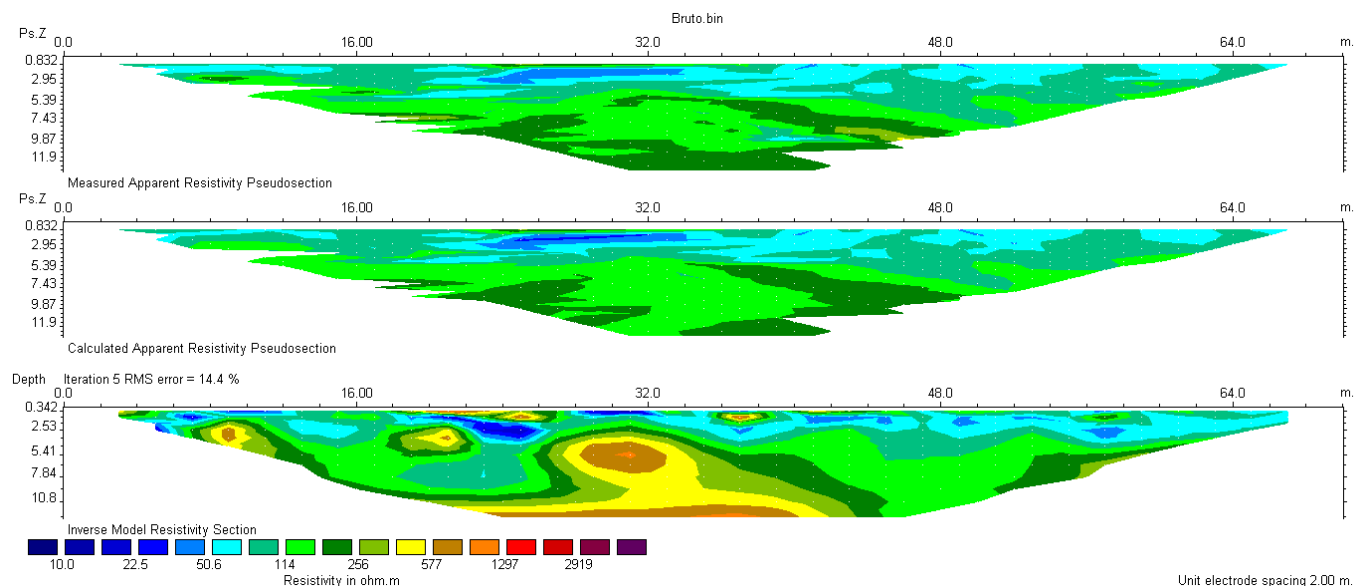 Bruto.bin
Ps.Z 0.0 16.00 32.0 48.0 64.0 m.
0.832
2.95
5.39
7.43
9.87
11.9
Measured Apparent Resistivity Pseudosection
Ps.Z 0.0 16.00 32.0 48.0 64.0 m.
0.832
2.95
5.39
7.43
9.87
11.9
Calculated Apparent Resistivity Pseudosection
Depth Iteration 5 RMS error = 14.4 %
0.0 16.00 32.0 48.0 64.0 m.
0.342
2.53
5.41
7.84
10.8
Inverse Model Resistivity Section
10.0 22.5 50.6 114 256 577 1297 2919
Resistivity in ohm.m
Unit electrode spacing 2.00 m.